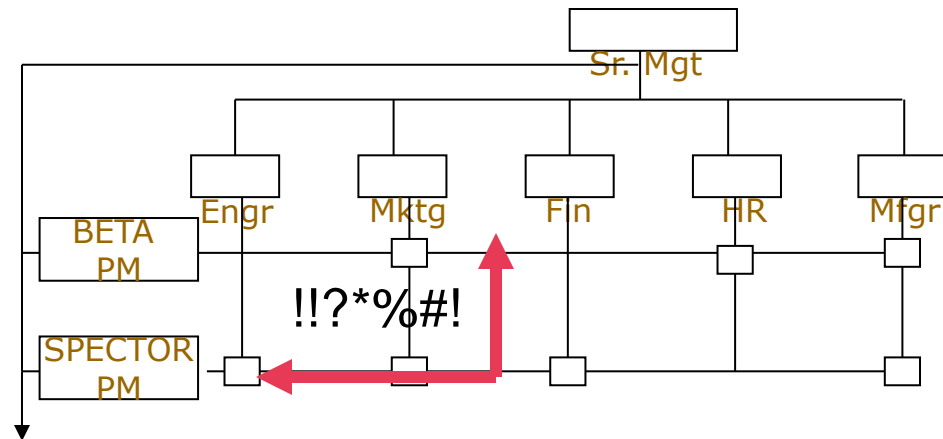 Sr. Mgt
Engr
Mktg
Fin
HR
Mfgr
BETA
PM
!!?*%#!
SPECTOR
PM